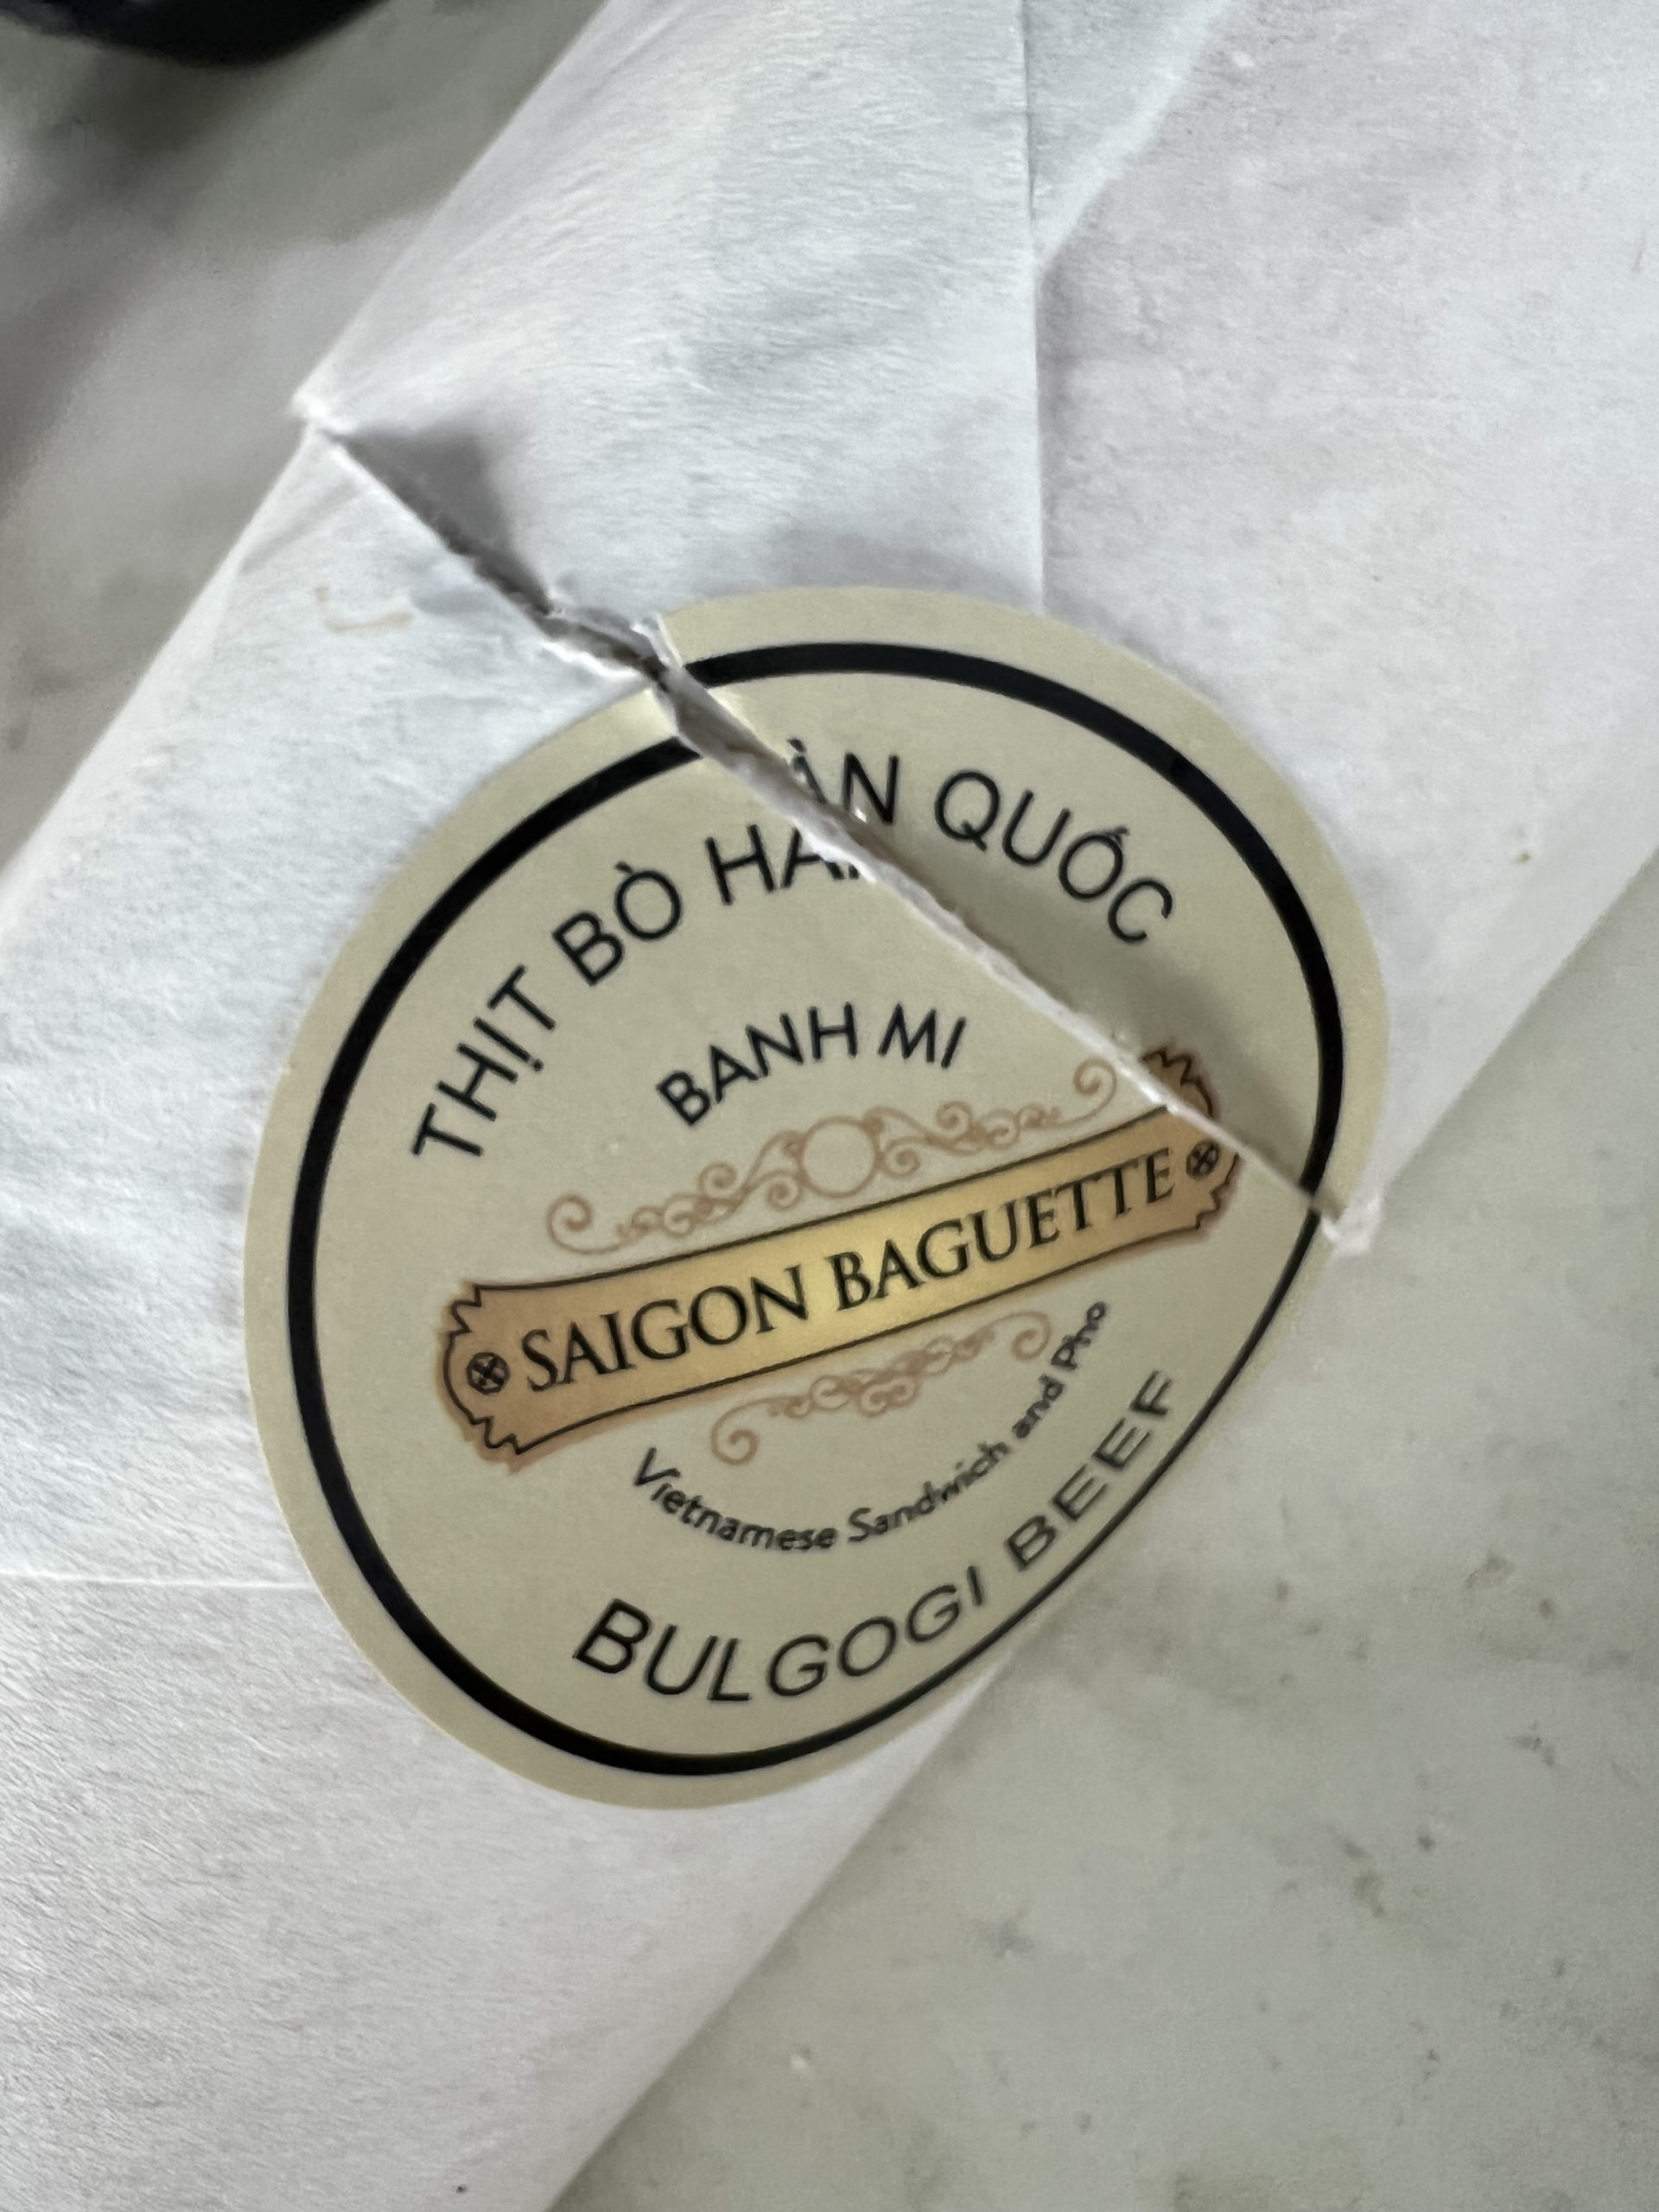 THỊT BÒ HÀN QUỐC
BANH MI
SAIGON BAGUETTE
Vietnamese Sandwich and Pho
BULGOGI BEEF